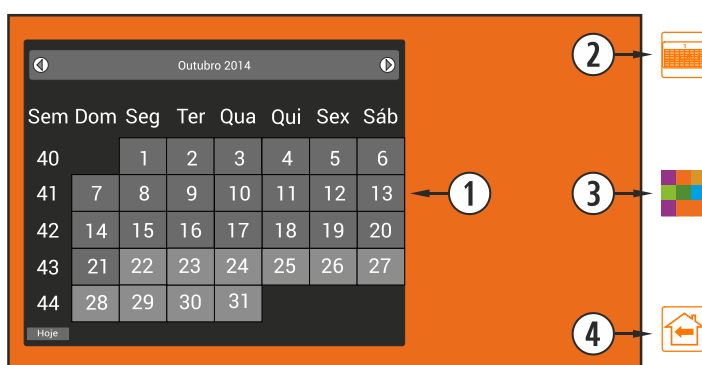 Outubro 2014
Sem Dom Seg Ter Qua Qui Sex Sáb
40 1 2 3 4 5 6
41 7 8 9 10 11 12 13
42 14 15 16 17 18 19 20
43 21 22 23 24 25 26 27
44 28 29 30 31
Hoje
1
2
1
3
4